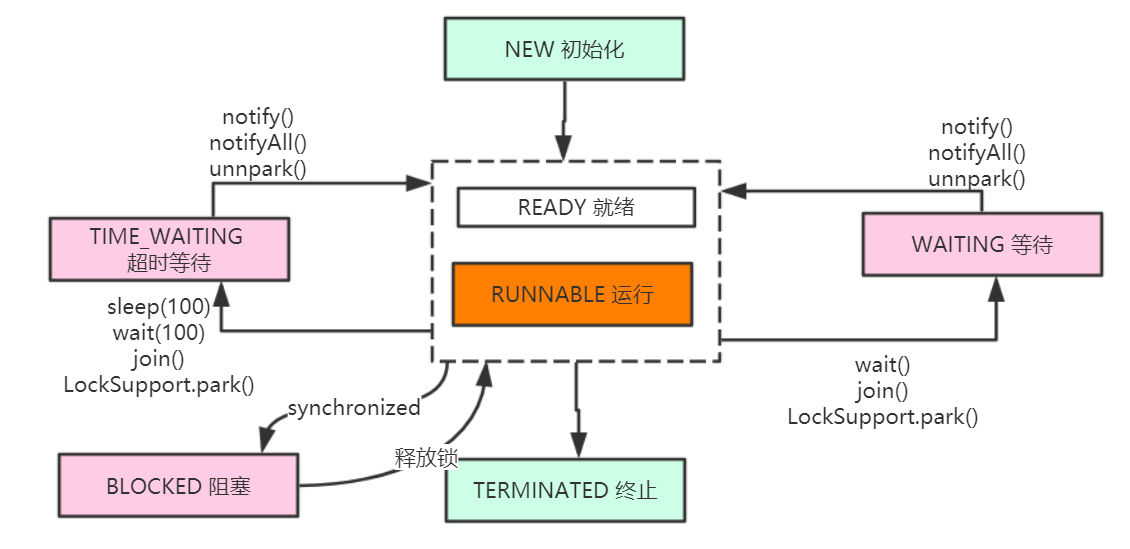 NEW 初始化
notify()
notifyAll()
unnpark()
notify()
notifyAll()
unnpark()
READY 就绪
TIME_WAITING
超时等待
WAITING 等待
RUNNABLE 运行
sleep(100)
wait(100)
join()
LockSupport.park()
wait()
join()
LockSupport.park()
synchronized
释放锁
BLOCKED 阻塞
TERMINATED 终止